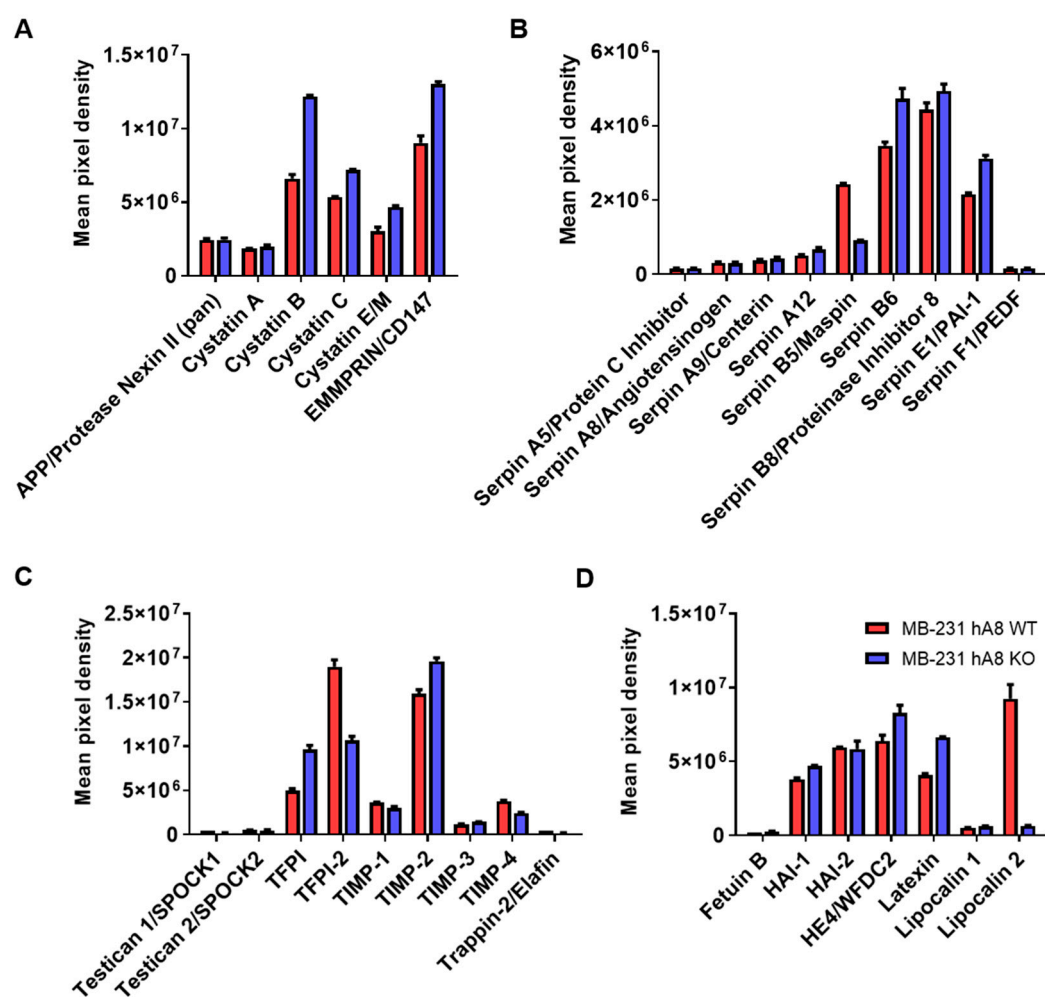 A
Mean pixel density
1.5×10⁷
1×10⁷
5×10⁶
0
APP/Protease Nexin II (pan)
Cystatin A
Cystatin B
Cystatin C
Cystatin E/M
EMMPRIN/CD147
B
Mean pixel density
6×10⁶
4×10⁶
2×10⁶
0
Serpin A5/Protein C Inhibitor
Serpin A8/Angiotensinogen
Serpin A9/Centerin
Serpin A12
Serpin B5/Maspin
Serpin B6
Serpin B8/Proteinase Inhibitor 8
Serpin E1/PAI-1
Serpin F1/PEDF
C
Mean pixel density
2.5×10⁷
2×10⁷
1.5×10⁷
1×10⁷
5×10⁶
0
Testican 1/SPOCK1
Testican 2/SPOCK2
TFPI
TFPI-2
TIMP-1
TIMP-2
TIMP-3
TIMP-4
Trappin-2/Elafin
D
Mean pixel density
1.5×10⁷
1×10⁷
5×10⁶
0
MB-231 hA8 WT
MB-231 hA8 KO
Fetuin B
HAI-1
HAI-2
HE4/WFDC2
Latexin
Lipocalin 1
Lipocalin 2